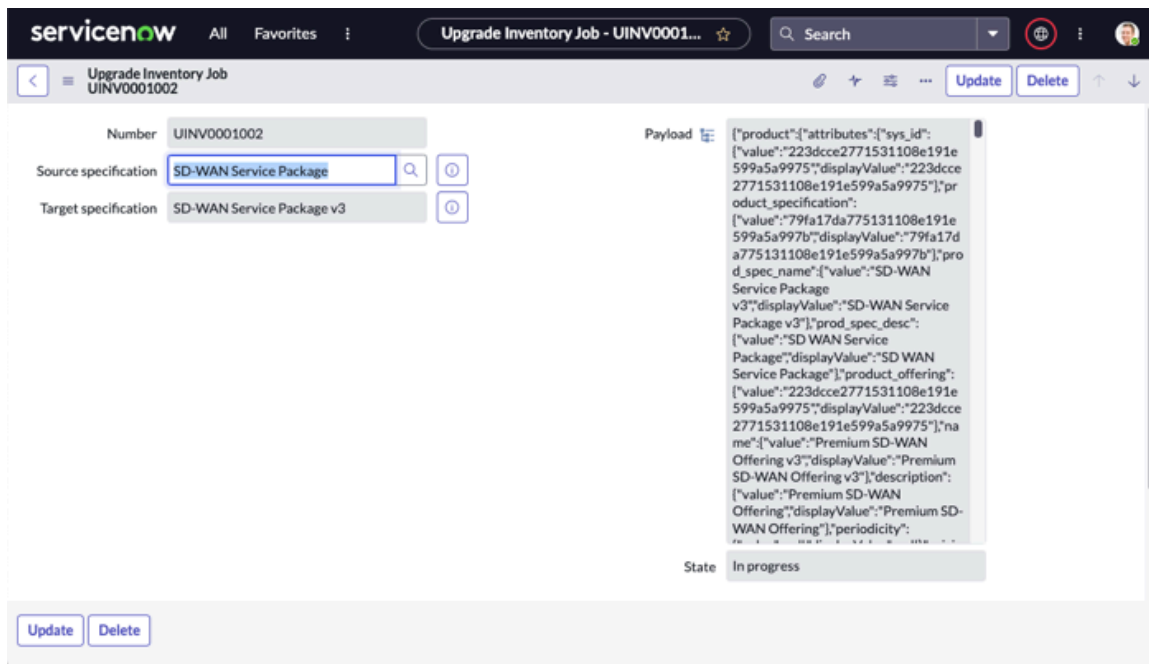 servicenow All Favorites Upgrade Inventory Job - UINV0001... Search
Upgrade Inventory Job
UINV0001002
Update Delete
Number UINV0001002
Source specification SD-WAN Service Package
Target specification SD-WAN Service Package v3
Payload
{"product":{"attributes":{"sys_id":
{"value":"223dcce2771531108e191e
599a5a9975","displayValue":"223dcce
2771531108e191e599a5a9975"},"pr
oduct_specification":
{"value":"79fa17da775131108e191e
599a5a997b","displayValue":"79fa17d
a775131108e191e599a5a997b"},"pro
d_spec_name":{"value":"SD-WAN
Service Package
v3","displayValue":"SD-WAN Service
Package v3"},"prod_spec_desc":
{"value":"SD WAN Service
Package","displayValue":"SD WAN
Service Package"},"product_offering":
{"value":"223dcce2771531108e191e
599a5a9975","displayValue":"223dcce
2771531108e191e599a5a9975"},"na
me":{"value":"Premium SD-WAN
Offering v3","displayValue":"Premium
SD-WAN Offering v3"},"description":
{"value":"Premium SD-WAN
Offering","displayValue":"Premium SD-
WAN Offering"},"periodicity":
State In progress
Update Delete